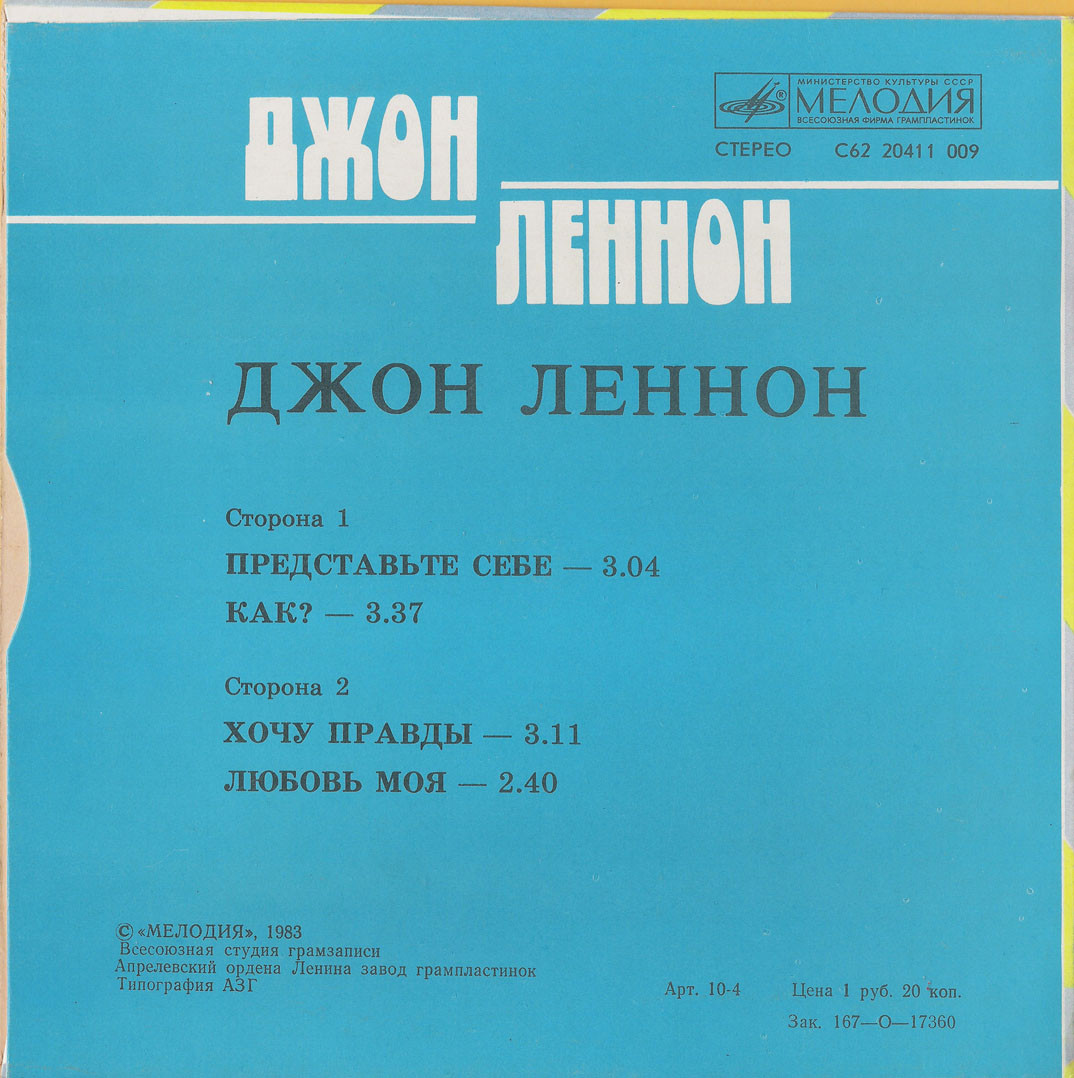 МИНИСТЕРСТВО КУЛЬТУРЫ СССР
МЕЛОДИЯ
®
ВСЕСОЮЗНАЯ ФИРМА ГРАМПЛАСТИНОК
СТЕРЕО С62 20411 009
ДЖОН
ЛЕННОН
ДЖОН ЛЕННОН
Сторона 1
ПРЕДСТАВЬТЕ СЕБЕ — 3.04
КАК? — 3.37
Сторона 2
ХОЧУ ПРАВДЫ — 3.11
ЛЮБОВЬ МОЯ — 2.40
© «МЕЛОДИЯ», 1983
Всесоюзная студия грамзаписи
Апрелевский ордена Ленина завод грампластинок
Типография АЗГ
Арт. 10-4 Цена 1 руб. 20 коп.
Зак. 167—О—17360